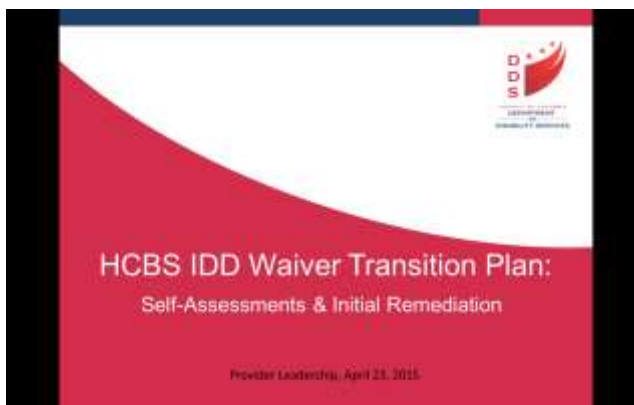 D
D
S
HCBS IDD Waiver Transition Plan:
Self-Assessments & Initial Remediation
Provider Leadership, April 23, 2015